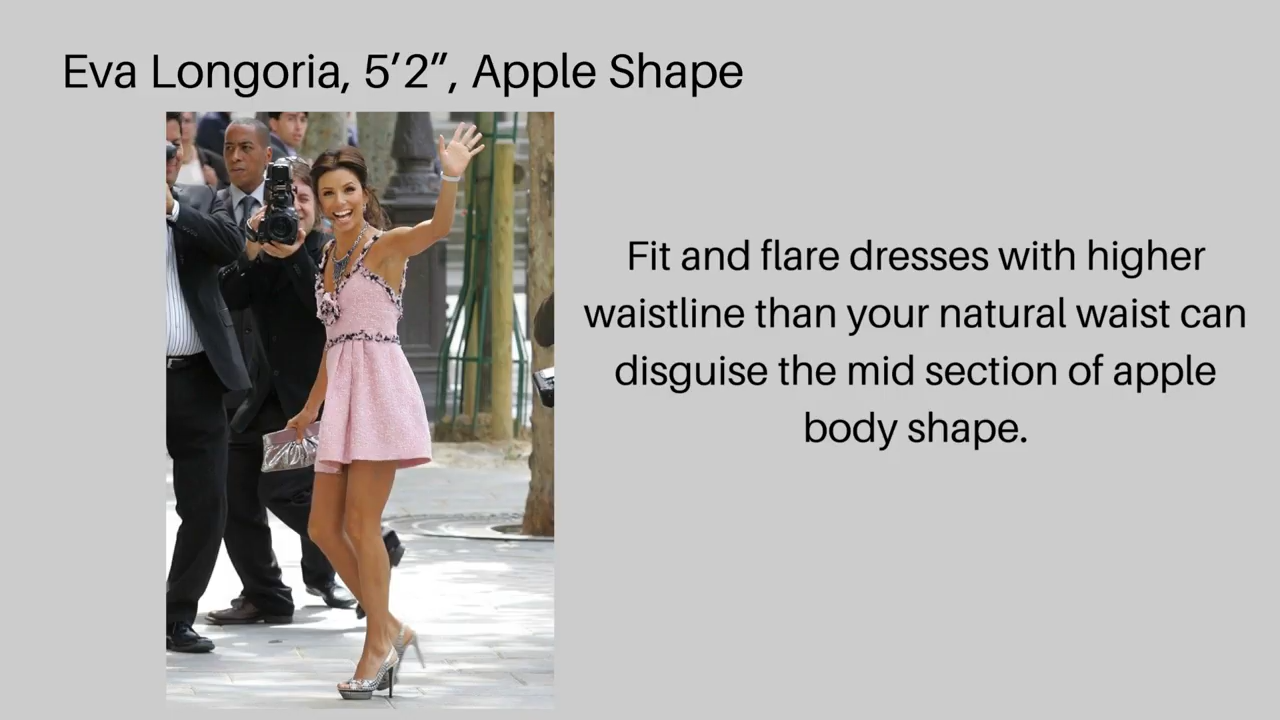 Eva Longoria, 5’2”, Apple Shape
Fit and flare dresses with higher
waistline than your natural waist can
disguise the mid section of apple
body shape.